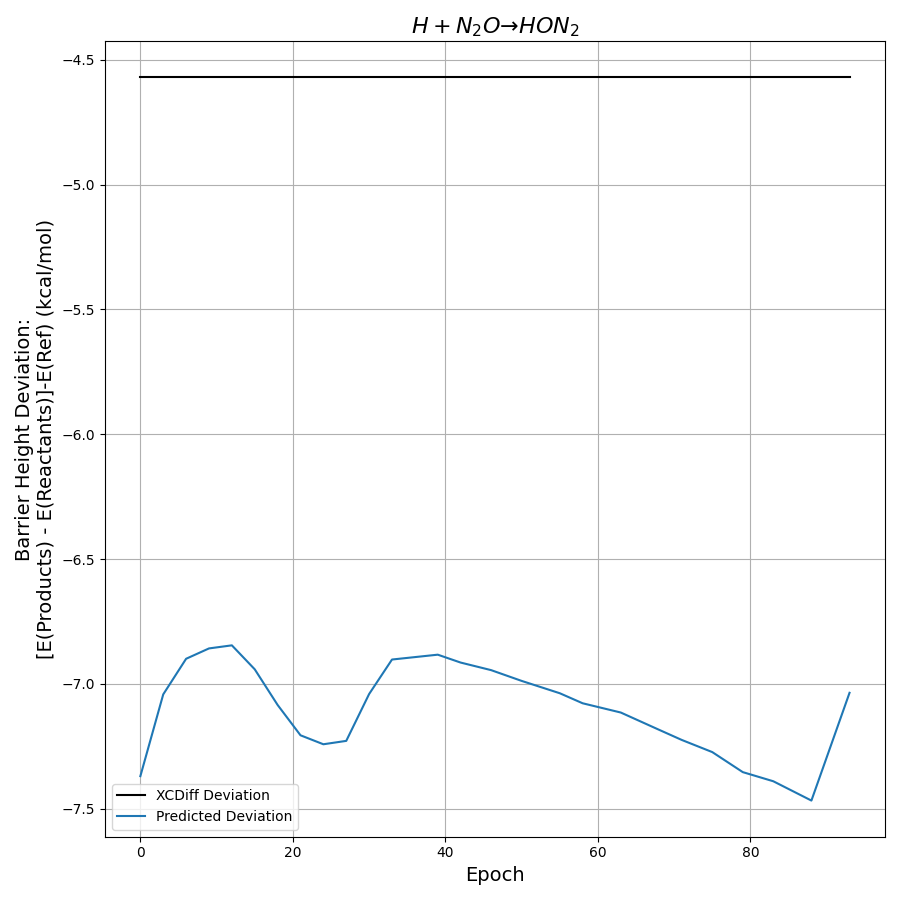 H + N₂O→HON₂
Barrier Height Deviation:
[E(Products) - E(Reactants)]-E(Ref) (kcal/mol)
−4.5
−5.0
−5.5
−6.0
−6.5
−7.0
−7.5
XCDiff Deviation
Predicted Deviation
0
20
40
60
80
Epoch